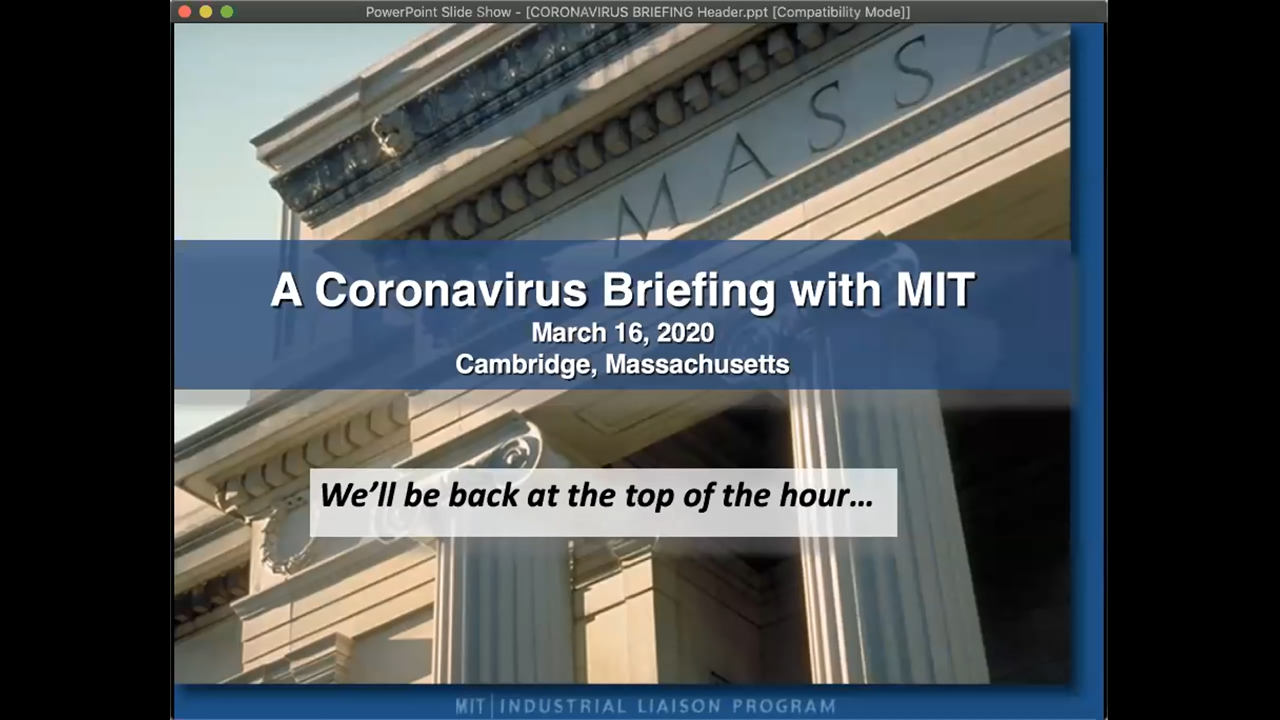 PowerPoint Slide Show - [CORONAVIRUS BRIEFING Header.ppt [Compatibility Mode]]
MASSA
A Coronavirus Briefing with MIT
March 16, 2020
Cambridge, Massachusetts
We'll be back at the top of the hour...
MIT | INDUSTRIAL LIAISON PROGRAM